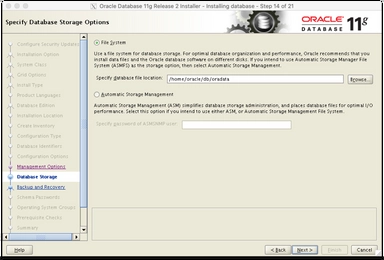 Oracle Database 11g Release 2 Installer - Installing database - Step 14 of 21
Specify Database Storage Options
ORACLE
DATABASE 11g
Configure Security Updates
Installation Option
System Class
Grid Options
Install Type
Product Languages
Database Edition
Installation Location
Create Inventory
Configuration Type
Database Identifiers
Configuration Options
Management Options
Database Storage
Backup and Recovery
Schema Passwords
Operating System Groups
Prerequisite Checks
Summary
File System
Use a file system for database storage. For optimal database organization and performance, Oracle recommends that you
install data files and the Oracle database software on different disks. If you intend to use Automatic Storage Manager File
System (ASMFS) as the storage option, then select Automatic Storage Management.
Specify database file location: /home/oracle/db/oradata
Browse...
Automatic Storage Management
Automatic Storage Management (ASM) simplifies database storage administration, and places database files for optimal I/O
performance. Select this option if you intend to use either ASM, or Automatic Storage Management File System.
Specify password of ASMSNMP user:
Help
< Back
Next >
Finish
Cancel